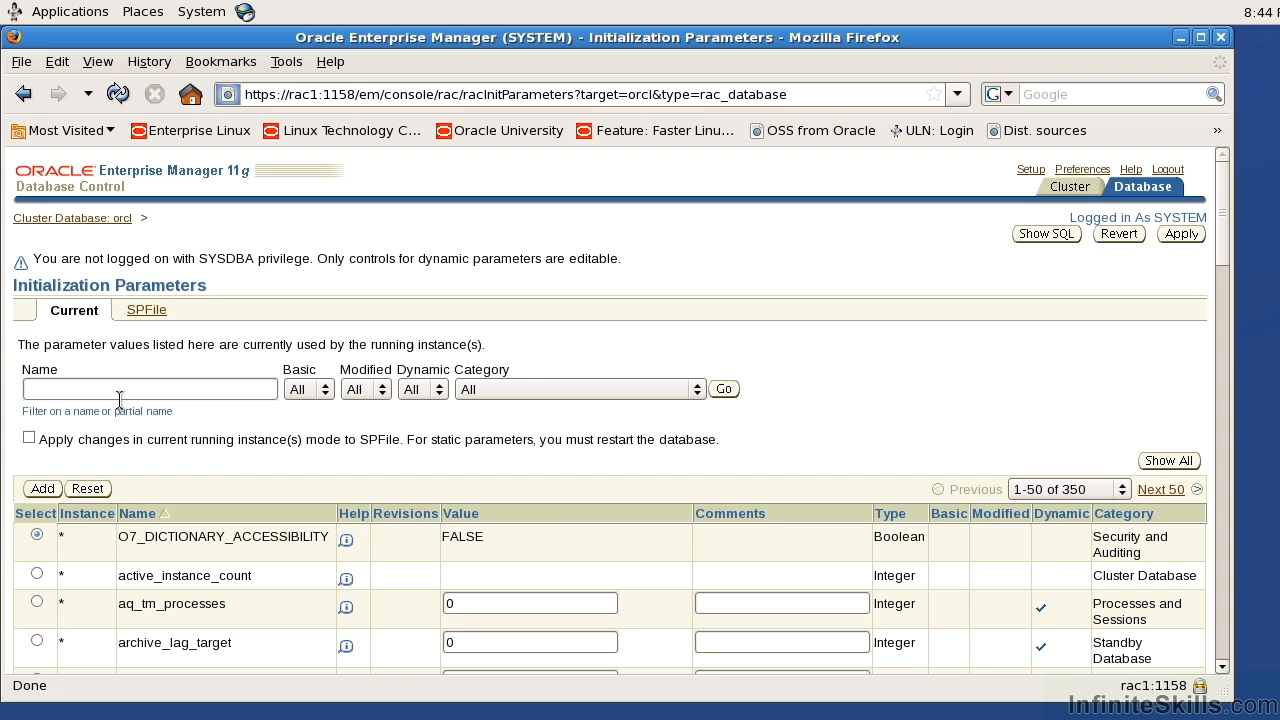 Applications Places System 8:44
Oracle Enterprise Manager (SYSTEM) - Initialization Parameters - Mozilla Firefox
File Edit View History Bookmarks Tools Help
https://rac1:1158/em/console/rac/racInitParameters?target=orcl&type=rac_database
G Google
Most Visited Enterprise Linux Linux Technology C... Oracle University Feature: Faster Linu... OSS from Oracle ULN: Login Dist. sources »
ORACLE Enterprise Manager 11g
Database Control
Setup Preferences Help Logout
Cluster Database
Cluster Database: orcl >
Logged in As SYSTEM
Show SQL Revert Apply
You are not logged on with SYSDBA privilege. Only controls for dynamic parameters are editable.
Initialization Parameters
Current SPFile
The parameter values listed here are currently used by the running instance(s).
Name Basic Modified Dynamic Category
All All All All Go
Filter on a name or partial name
Apply changes in current running instance(s) mode to SPFile. For static parameters, you must restart the database.
Show All
Add Reset Previous 1-50 of 350 Next 50
Select Instance Name Help Revisions Value Comments Type Basic Modified Dynamic Category
* O7_DICTIONARY_ACCESSIBILITY FALSE Boolean Security and
Auditing
* active_instance_count Integer Cluster Database
* aq_tm_processes 0 Integer Processes and
Sessions
* archive_lag_target 0 Integer Standby
Database
Done rac1:1158
InfiniteSkills.com